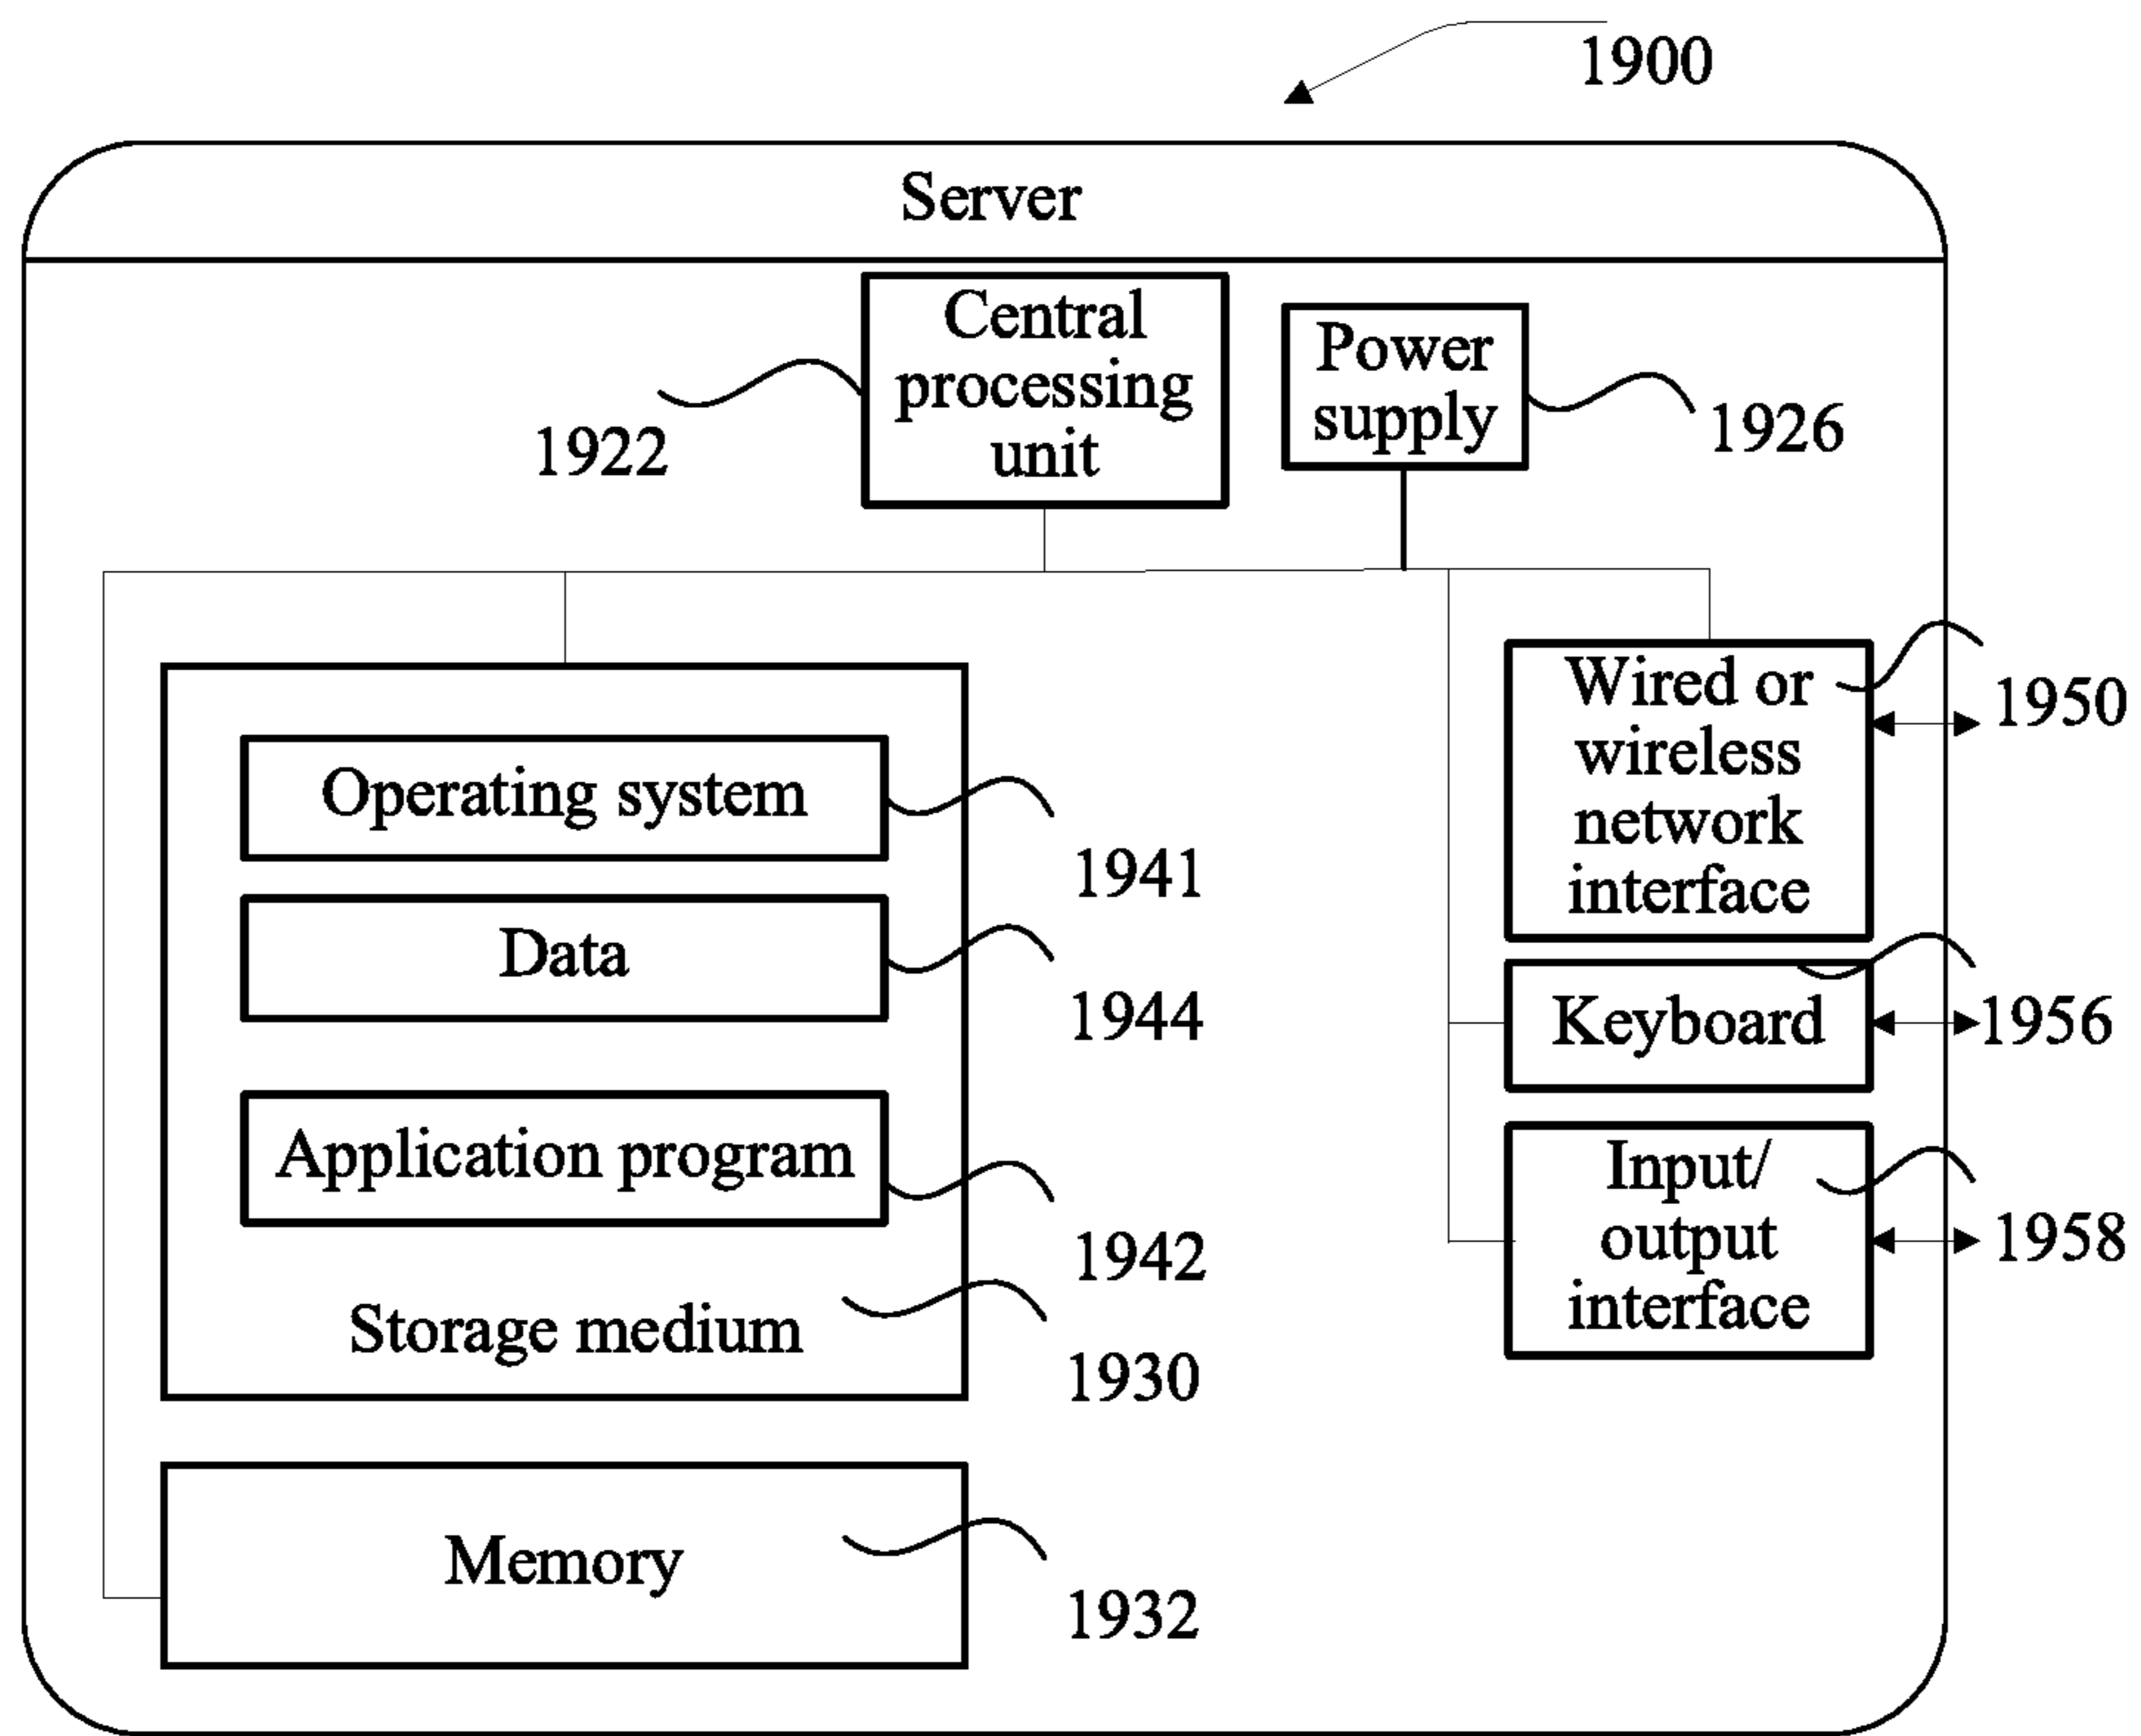 1900
Server
Central
processing
unit
1922
Power
supply
1926
Operating system
1941
Data
1944
Application program
1942
Storage medium
1930
Memory
1932
Wired or
wireless
network
interface
1950
Keyboard
1956
Input/
output
interface
1958